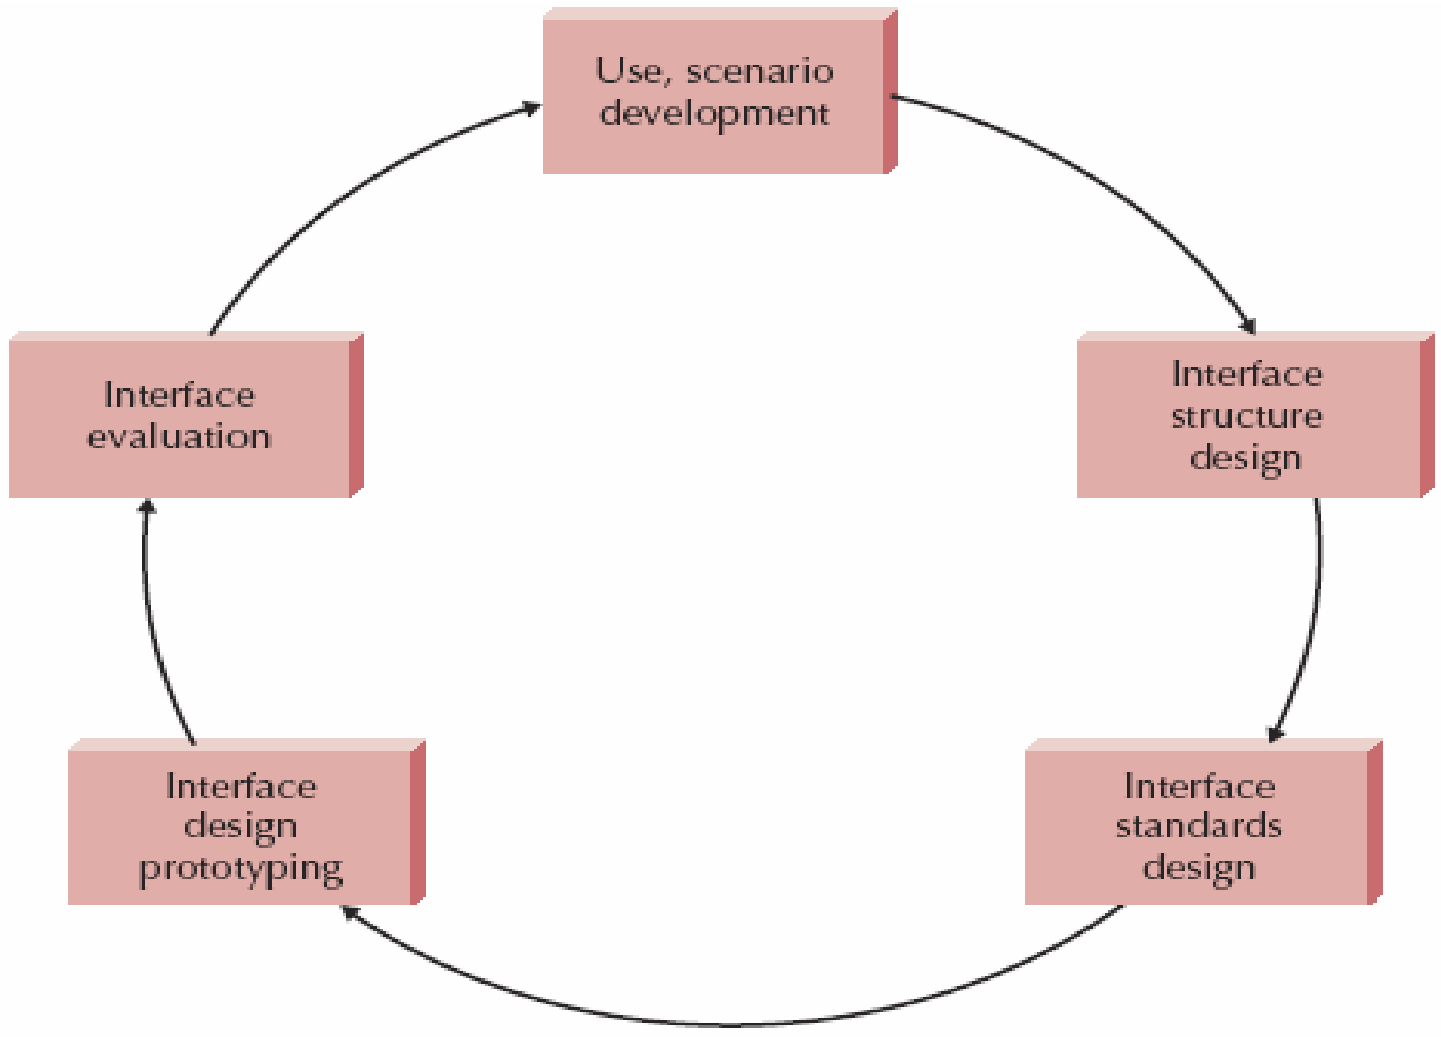 Use, scenario
development
Interface
structure
design
Interface
standards
design
Interface
design
prototyping
Interface
evaluation